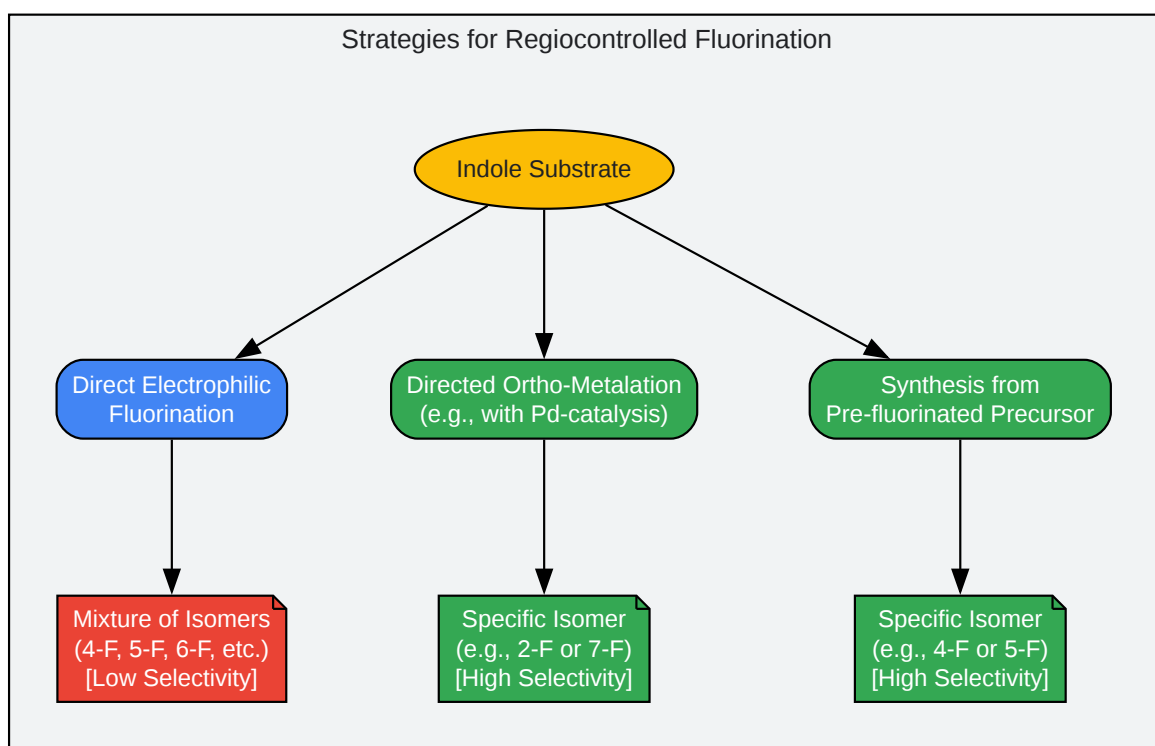 Strategies for Regiocontrolled Fluorination
Indole Substrate
Direct Electrophilic
Fluorination
Directed Ortho-Metalation
(e.g., with Pd-catalysis)
Synthesis from
Pre-fluorinated Precursor
Mixture of Isomers
(4-F, 5-F, 6-F, etc.)
[Low Selectivity]
Specific Isomer
(e.g., 2-F or 7-F)
[High Selectivity]
Specific Isomer
(e.g., 4-F or 5-F)
[High Selectivity]